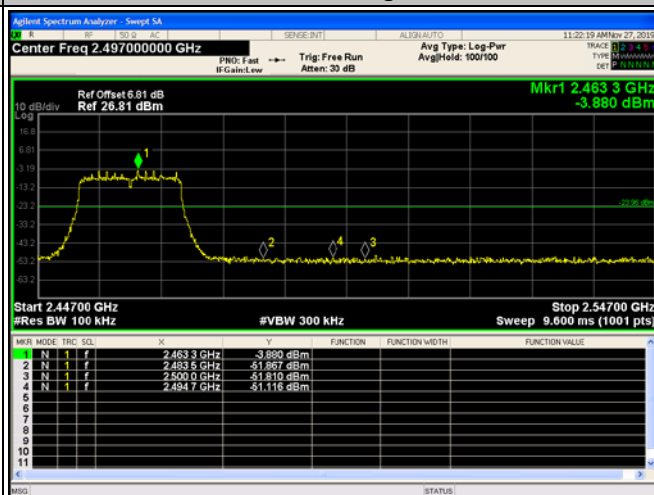 Agilent Spectrum Analyzer - Swept SA
R RF 50 Ω AC SENSE:INT ALIGNAUTO 11:22:19 AM Nov 27, 2019
Center Freq 2.497000000 GHz
PNO: Fast Trig: Free Run Avg Type: Log-Pwr TRACE 1 2 3 4 5
IFGain:Low Atten: 30 dB Avg|Hold: 100/100 TYPE M
DET P N N N N
Mkr1 2.463 3 GHz
-3.880 dBm
Ref Offset 6.81 dB
10 dB/div Ref 26.81 dBm
Log
16.8
6.81
-3.19
-13.2
-23.2
-33.2
-43.2
-53.2
-63.2
1
-23.96 dBm
2 4 3
Start 2.44700 GHz Stop 2.54700 GHz
#Res BW 100 kHz #VBW 300 kHz Sweep 9.600 ms (1001 pts)
MKR MODE TRC SCL X Y FUNCTION FUNCTION WIDTH FUNCTION VALUE
1 N 1 f 2.463 3 GHz -3.880 dBm
2 N 1 f 2.483 5 GHz -51.867 dBm
3 N 1 f 2.500 0 GHz -51.810 dBm
4 N 1 f 2.494 7 GHz -51.116 dBm
5
6
7
8
9
10
11
MSG STATUS